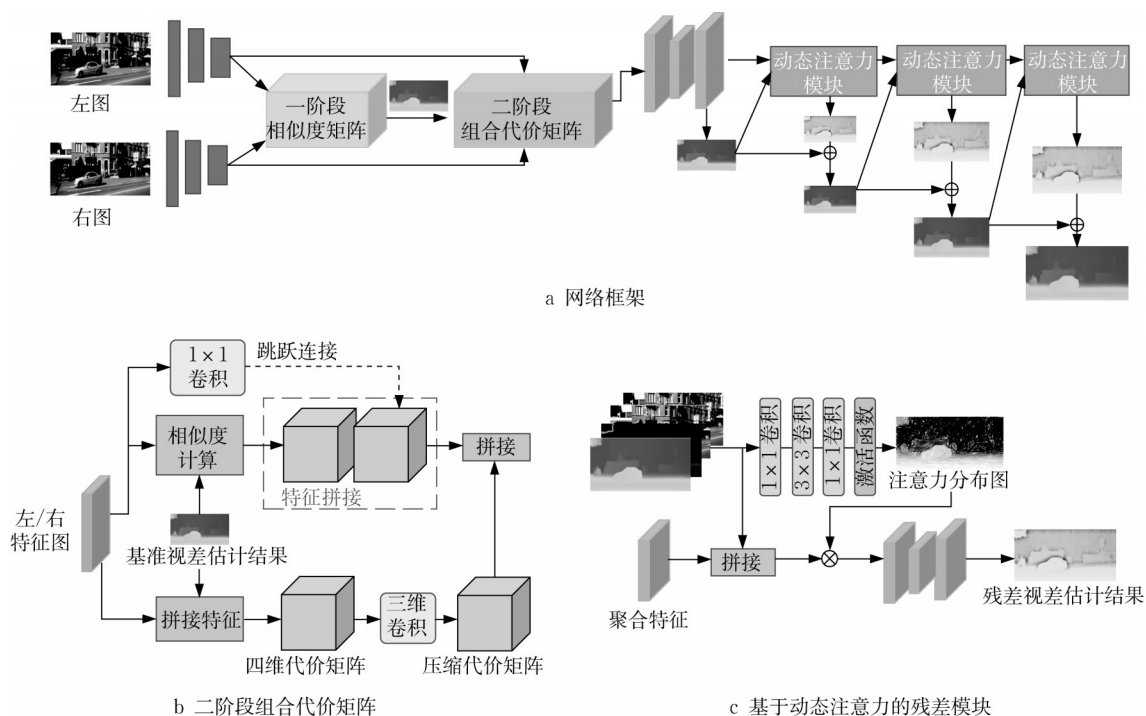 左图
右图
一阶段
相似度矩阵
二阶段
组合代价矩阵
动态注意力
模块
动态注意力
模块
动态注意力
模块
a 网络框架
1×1
卷积
跳跃连接
相似度
计算
特征拼接
拼接
左/右
特征图
基准视差估计结果
拼接特征
四维代价矩阵
三维
卷积
压缩代价矩阵
b 二阶段组合代价矩阵
1×1卷积
3×3卷积
1×1卷积
激活函数
注意力分布图
聚合特征
拼接
残差视差估计结果
c 基于动态注意力的残差模块